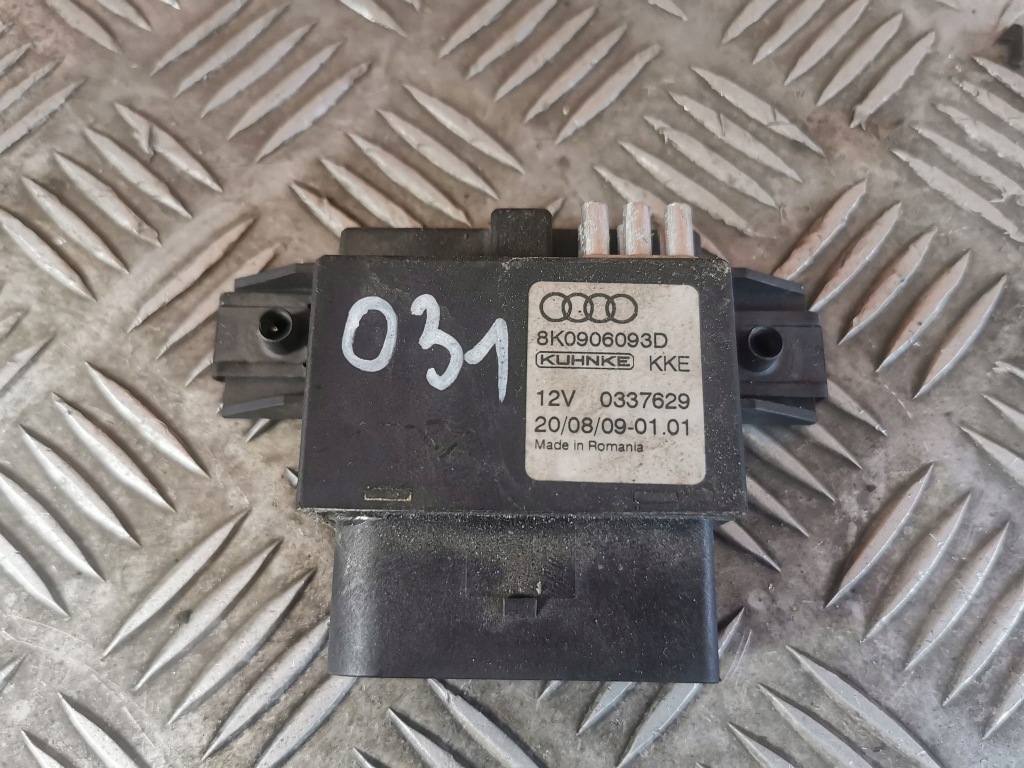 031
8K0906093D
KUHNKE KKE
12V 0337629
20/08/09-01.01
Made in Romania